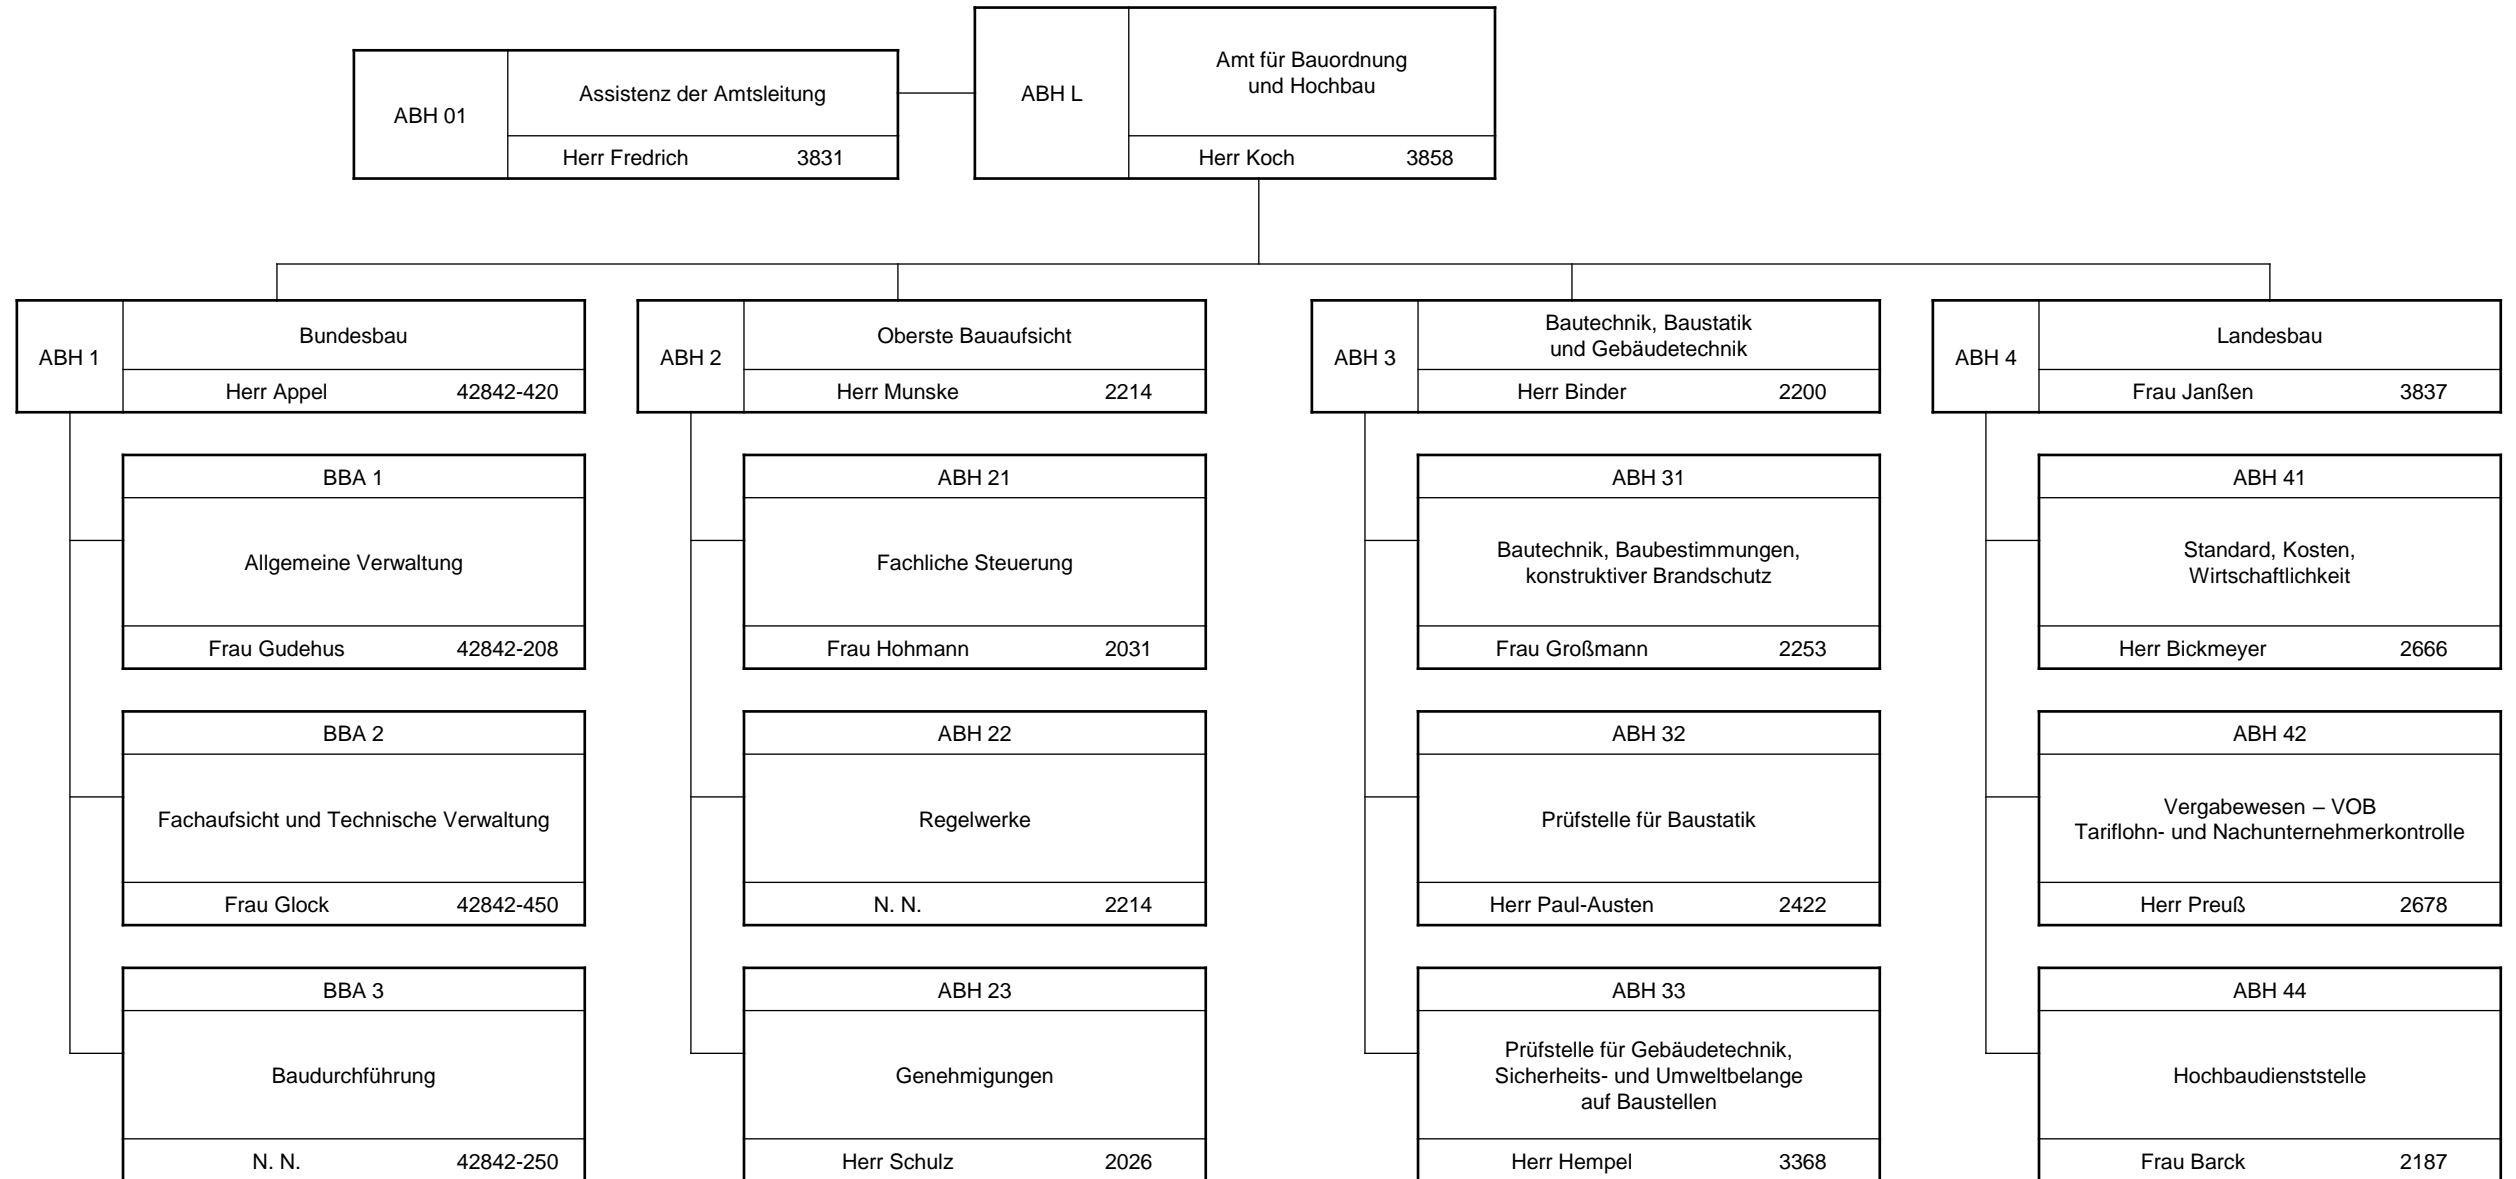 ABH 01
Assistenz der Amtsleitung
Herr Fredrich 3831
ABH L
Amt für Bauordnung
und Hochbau
Herr Koch 3858
ABH 1
Bundesbau
Herr Appel 42842-420
ABH 2
Oberste Bauaufsicht
Herr Munske 2214
ABH 3
Bautechnik, Baustatik
und Gebäudetechnik
Herr Binder 2200
ABH 4
Landesbau
Frau Janßen 3837
BBA 1
Allgemeine Verwaltung
Frau Gudehus 42842-208
ABH 21
Fachliche Steuerung
Frau Hohmann 2031
ABH 31
Bautechnik, Baubestimmungen,
konstruktiver Brandschutz
Frau Großmann 2253
ABH 41
Standard, Kosten,
Wirtschaftlichkeit
Herr Bickmeyer 2666
BBA 2
Fachaufsicht und Technische Verwaltung
Frau Glock 42842-450
ABH 22
Regelwerke
N. N. 2214
ABH 32
Prüfstelle für Baustatik
Herr Paul-Austen 2422
ABH 42
Vergabewesen – VOB
Tariflohn- und Nachunternehmerkontrolle
Herr Preuß 2678
BBA 3
Baudurchführung
N. N. 42842-250
ABH 23
Genehmigungen
Herr Schulz 2026
ABH 33
Prüfstelle für Gebäudetechnik,
Sicherheits- und Umweltbelange
auf Baustellen
Herr Hempel 3368
ABH 44
Hochbaudienststelle
Frau Barck 2187